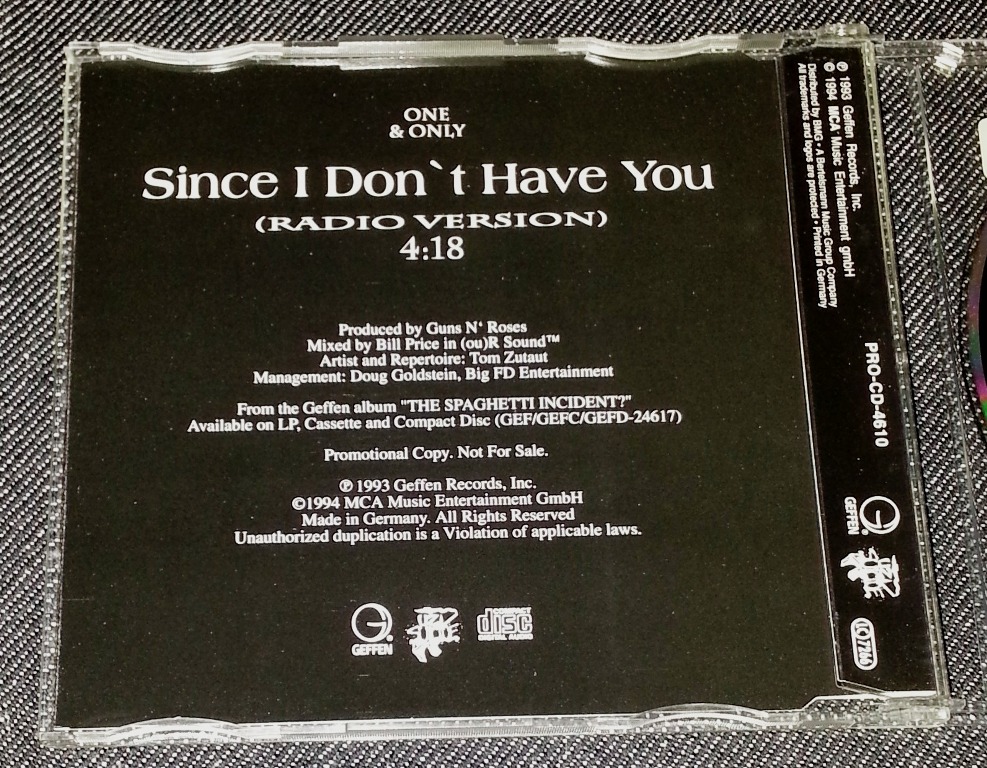 ONE
& ONLY
Since I Don`t Have You
(RADIO VERSION)
4:18
Produced by Guns N‘ Roses
Mixed by Bill Price in (ou)R Sound™
Artist and Repertoire: Tom Zutaut
Management: Doug Goldstein, Big FD Entertainment
From the Geffen album "THE SPAGHETTI INCIDENT?"
Available on LP, Cassette and Compact Disc (GEF/GEFC/GEFD-24617)
Promotional Copy. Not For Sale.
℗ 1993 Geffen Records, Inc.
©1994 MCA Music Entertainment GmbH
Made in Germany. All Rights Reserved
Unauthorized duplication is a Violation of applicable laws.
GEFFEN
COMPACT
disc
DIGITAL AUDIO
℗ 1993 Geffen Records, Inc.
© 1994 MCA Music Entertainment gmbH
Distributed by BMG • A Bertelsmann Music Group Company
All trademarks and logos are protected • Printed in Germany
PRO-CD-4610
GEFFEN